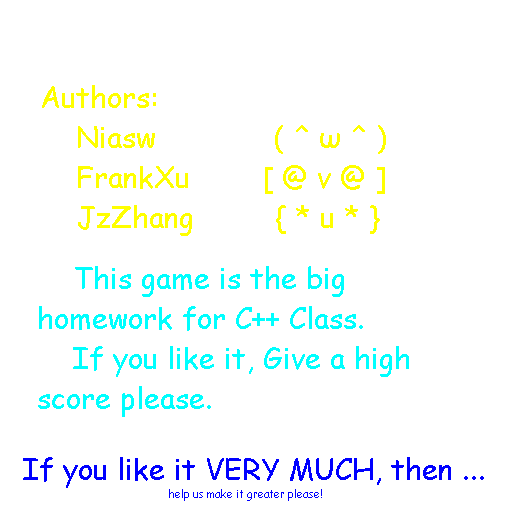 Authors:
Niasw ( ^ ω ^ )
FrankXu [ @ v @ ]
JzZhang { * u * }
This game is the big
homework for C++ Class.
If you like it, Give a high
score please.
If you like it VERY MUCH, then ...
help us make it greater please!